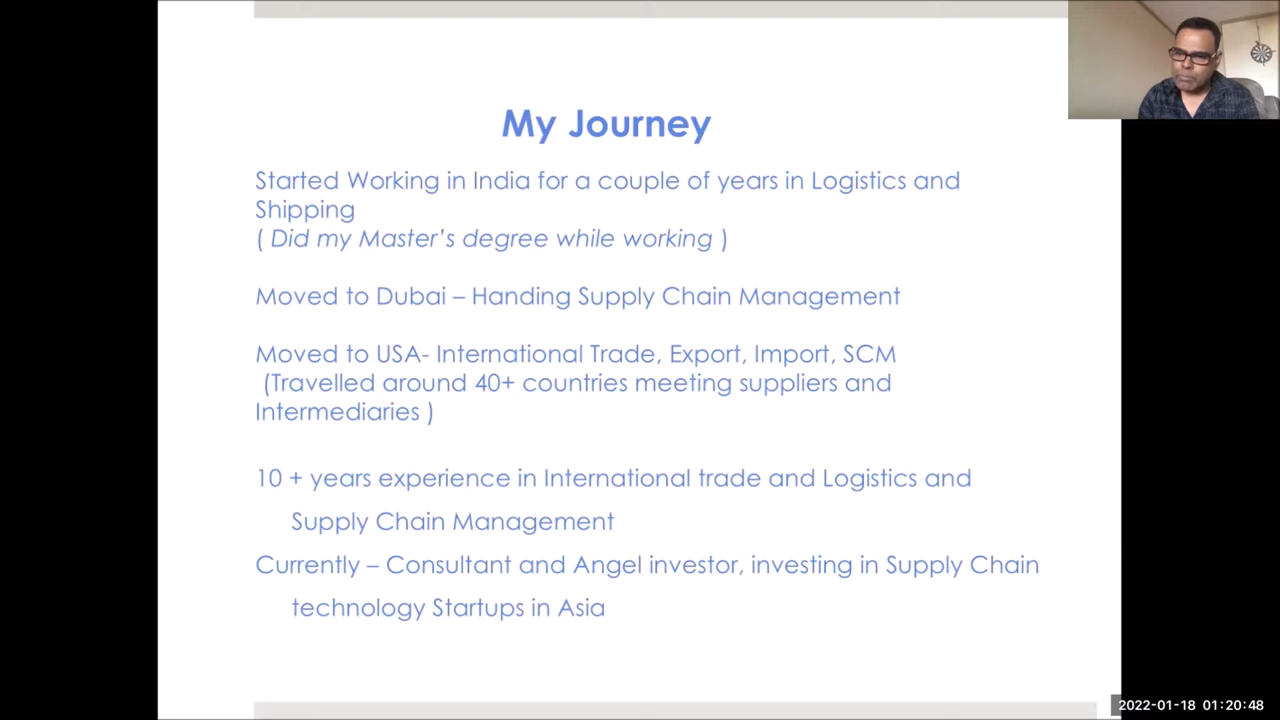 My Journey
Started Working in India for a couple of years in Logistics and
Shipping
( Did my Master's degree while working )
Moved to Dubai – Handing Supply Chain Management
Moved to USA- International Trade, Export, Import, SCM
(Travelled around 40+ countries meeting suppliers and
Intermediaries )
10 + years experience in International trade and Logistics and
Supply Chain Management
Currently – Consultant and Angel investor, investing in Supply Chain
technology Startups in Asia
2022-01-18 01:20:48